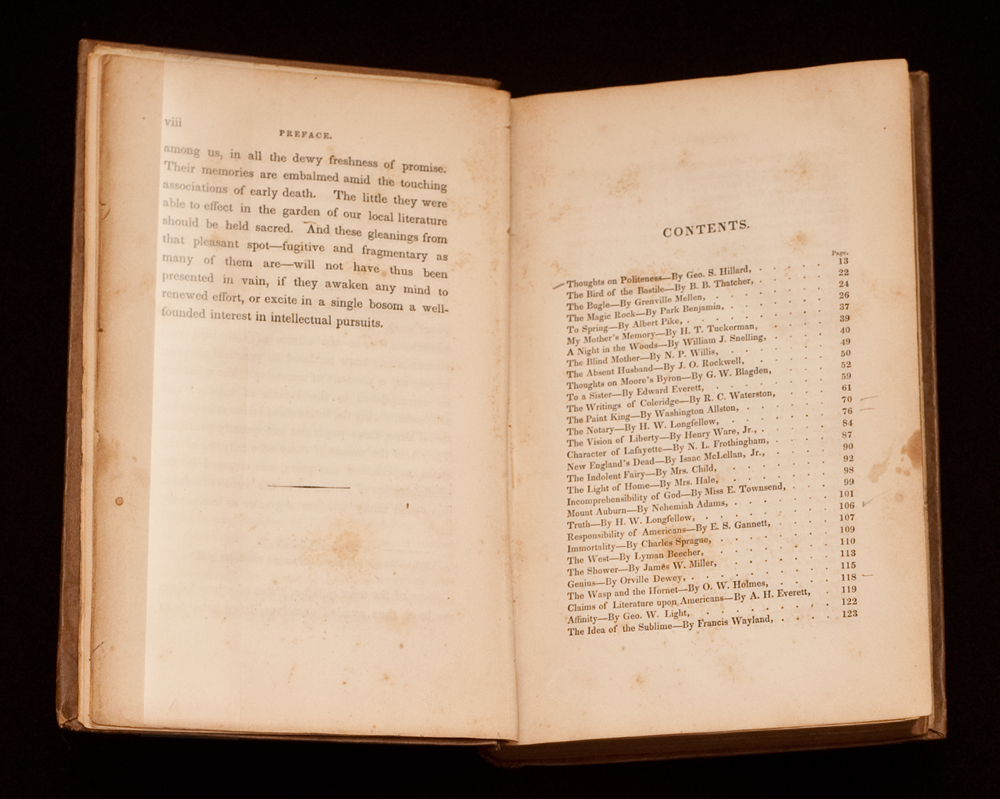 viii
PREFACE.
among us, in all the dewy freshness of promise.
Their memories are embalmed amid the touching
associations of early death. The little they were
able to effect in the garden of our local literature
should be held sacred. And these gleanings from
that pleasant spot—fugitive and fragmentary as
many of them are—will not have thus been
presented in vain, if they awaken any mind to
renewed effort, or excite in a single bosom a well-
founded interest in intellectual pursuits.
CONTENTS.
Page.
Thoughts on Politeness—By Geo. S. Hillard, . . . . . 13
The Bird of the Bastile—By B. B. Thatcher, . . . . . 22
The Bugle—By Grenville Mellen, . . . . . 24
The Magic Rock—By Park Benjamin, . . . . . 26
To Spring—By Albert Pike, . . . . . 37
My Mother's Memory—By H. T. Tuckerman, . . . . 39
A Night in the Woods—By William J. Snelling, . . . . 40
The Blind Mother—By N. P. Willis, . . . . . 49
The Absent Husband—By J. O. Rockwell, . . . . . 50
Thoughts on Moore's Byron—By G. W. Blagden, . . . . 52
To a Sister—By Edward Everett, . . . . . 59
The Writings of Coleridge—By R. C. Waterston, . . . . 61
The Paint King—By Washington Allston, . . . . . 70
The Notary—By H. W. Longfellow, . . . . . 76
The Vision of Liberty—By Henry Ware, Jr., . . . . . 84
Character of Lafayette—By N. L. Frothingham, . . . . 87
New England's Dead—By Isaac McLellan, Jr., . . . . 90
The Indolent Fairy—By Mrs. Child, . . . . . 92
The Light of Home—By Mrs. Hale, . . . . . 98
Incomprehensibility of God—By Miss E. Townsend, . . . 99
Mount Auburn—By Nehemiah Adams, . . . . . 101
Truth—By H. W. Longfellow, . . . . . 106
Responsibility of Americans—By E. S. Gannett, . . . . 107
Immortality—By Charles Sprague, . . . . . 109
The West—By Lyman Beecher, . . . . . 110
The Shower—By James W. Miller, . . . . . 113
Genius—By Orville Dewey, . . . . . 115
The Wasp and the Hornet—By O. W. Holmes, . . . . 118
Claims of Literature upon Americans—By A. H. Everett, . 119
Affinity—By Geo. W. Light, . . . . . 122
The Idea of the Sublime—By Francis Wayland, . . . . 123